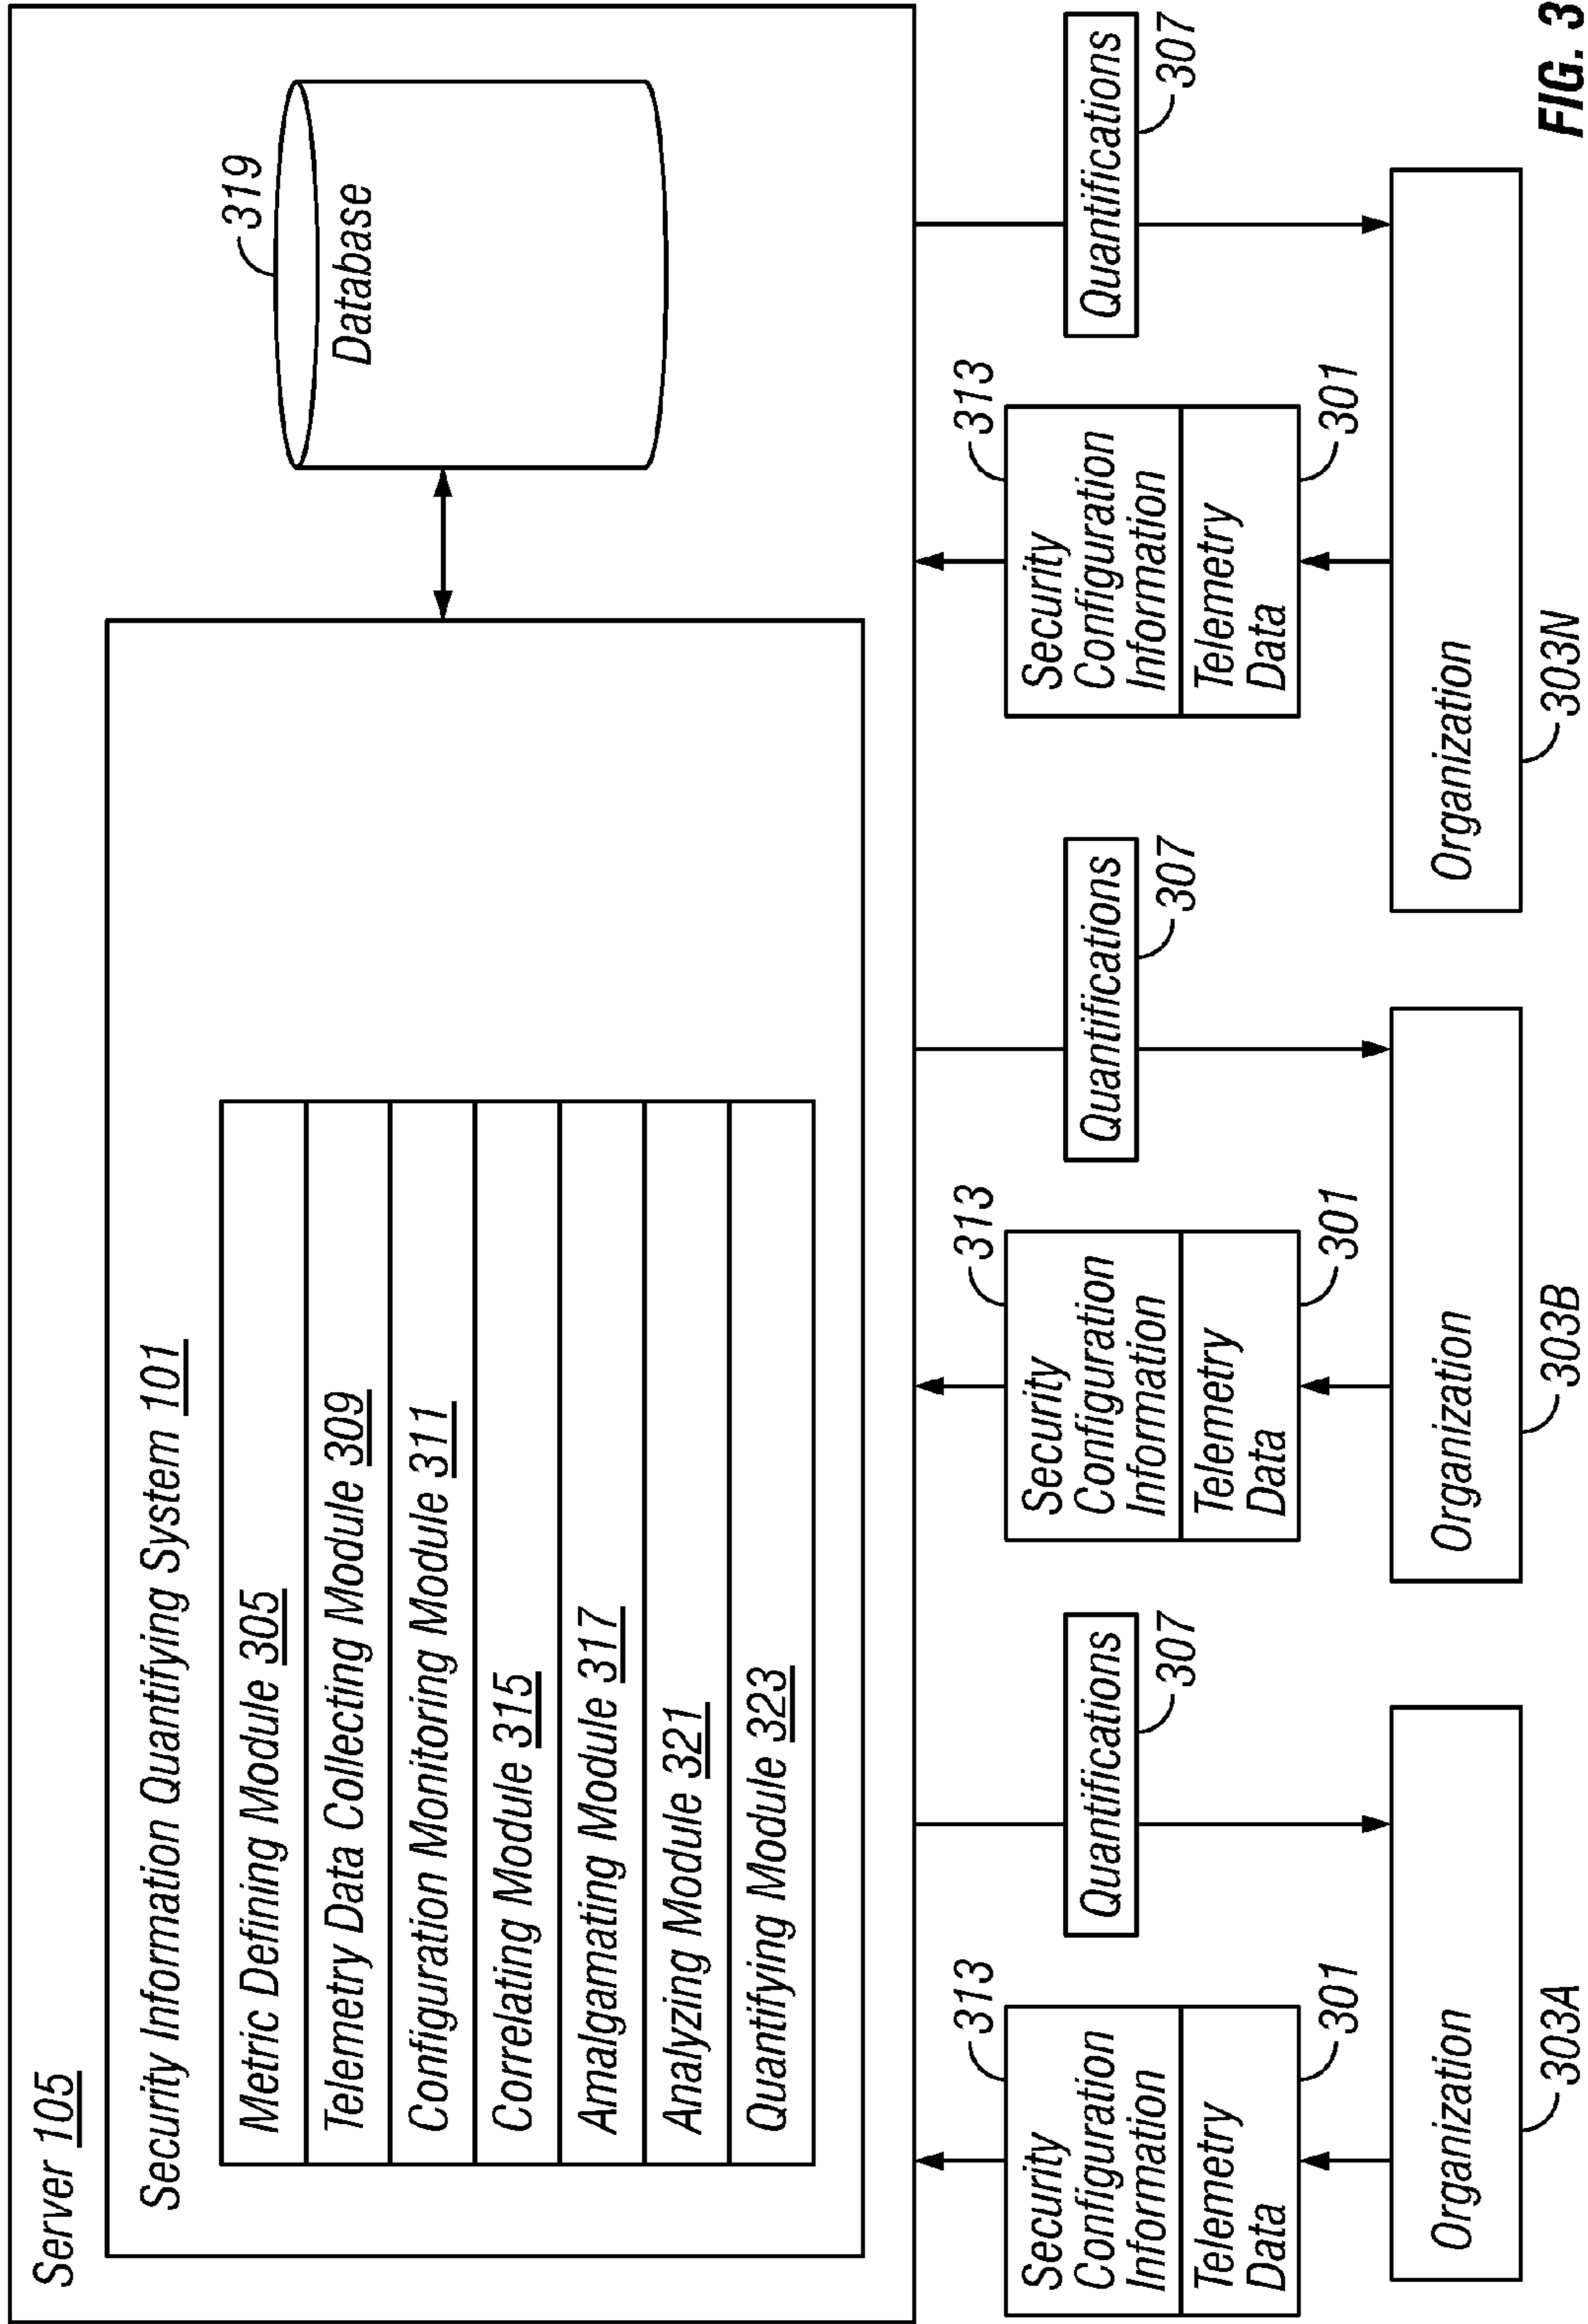 Server 105
Security Information Quantifying System 101
Metric Defining Module 305
Telemetry Data Collecting Module 309
Configuration Monitoring Module 311
Correlating Module 315
Amalgamating Module 317
Analyzing Module 321
Quantifying Module 323
319
Database
313
Security
Configuration
Information
Telemetry
Data
301
Quantifications
307
Organization
303A
313
Security
Configuration
Information
Telemetry
Data
301
Quantifications
307
Organization
303B
313
Security
Configuration
Information
Telemetry
Data
301
Quantifications
307
Organization
303N
FIG. 3